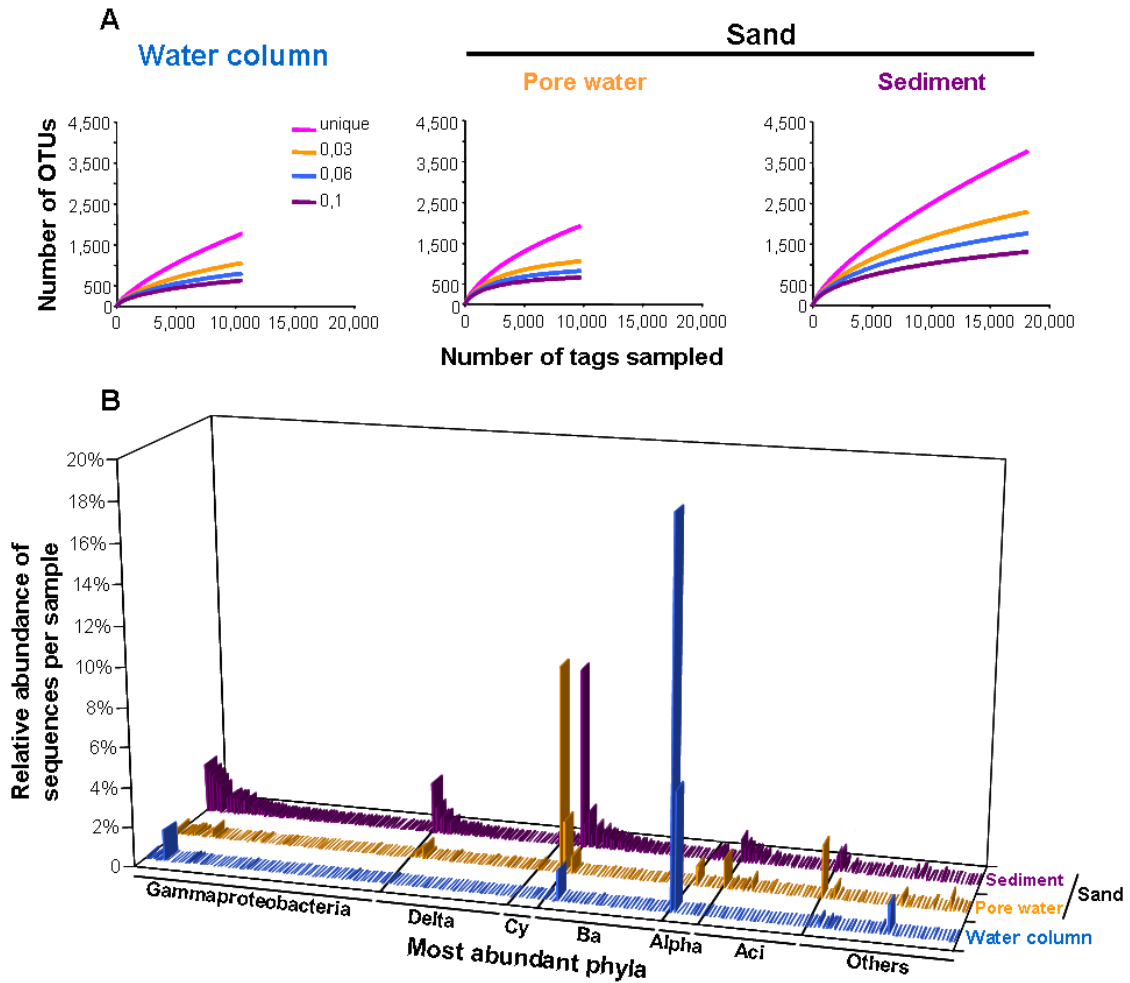 A
Water column
Sand
Pore water
Sediment
Number of OTUs
4,500
3,500
2,500
1,500
500
0
0 5,000 10,000 15,000 20,000
unique
0,03
0,06
0,1
4,500
3,500
2,500
1,500
500
0
0 5,000 10,000 15,000 20,000
4,500
3,500
2,500
1,500
500
0
0 5,000 10,000 15,000 20,000
Number of tags sampled
B
Relative abundance of
sequences per sample
20%
18%
16%
14%
12%
10%
8%
6%
4%
2%
0
Gammaproteobacteria
Delta
Cy
Ba
Alpha
Aci
Others
Most abundant phyla
Sediment
Pore water
Sand
Water column